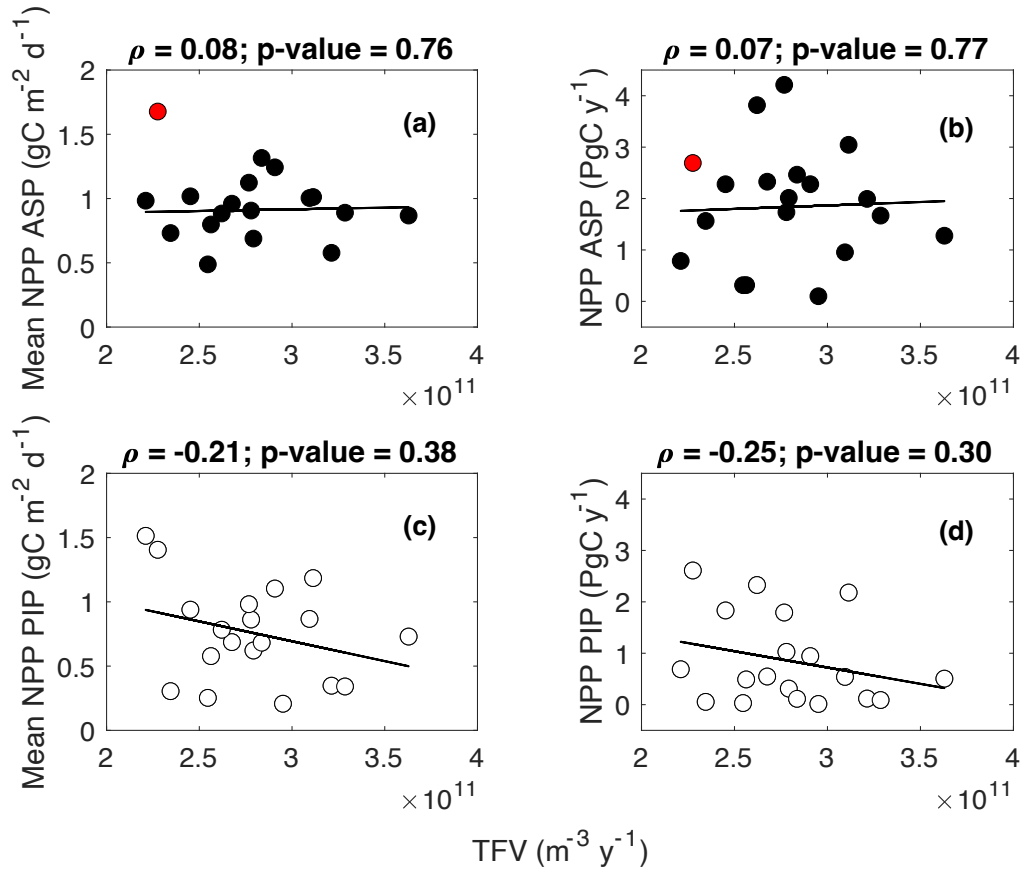 ρ = 0.08; p-value = 0.76
Mean NPP ASP (gC m⁻² d⁻¹)
(a)
2
1.5
1
0.5
0
2 2.5 3 3.5 4
× 10¹¹
ρ = 0.07; p-value = 0.77
NPP ASP (PgC y⁻¹)
(b)
4
3
2
1
0
2 2.5 3 3.5 4
× 10¹¹
ρ = -0.21; p-value = 0.38
Mean NPP PIP (gC m⁻² d⁻¹)
(c)
2
1.5
1
0.5
0
2 2.5 3 3.5 4
× 10¹¹
ρ = -0.25; p-value = 0.30
NPP PIP (PgC y⁻¹)
(d)
4
3
2
1
0
2 2.5 3 3.5 4
× 10¹¹
TFV (m⁻³ y⁻¹)